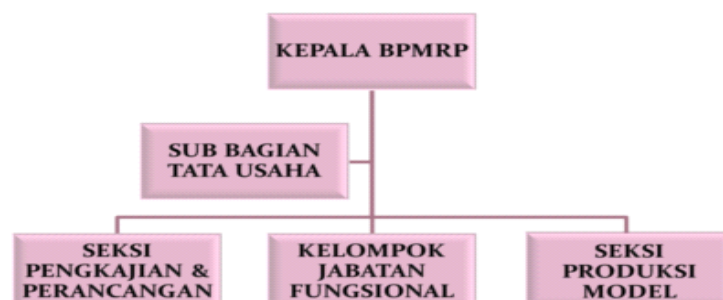 KEPALA BPMRP
SUB BAGIAN
TATA USAHA
SEKSI
PENGKAJIAN &
PERANCANGAN
KELOMPOK
JABATAN
FUNGSIONAL
SEKSI
PRODUKSI
MODEL